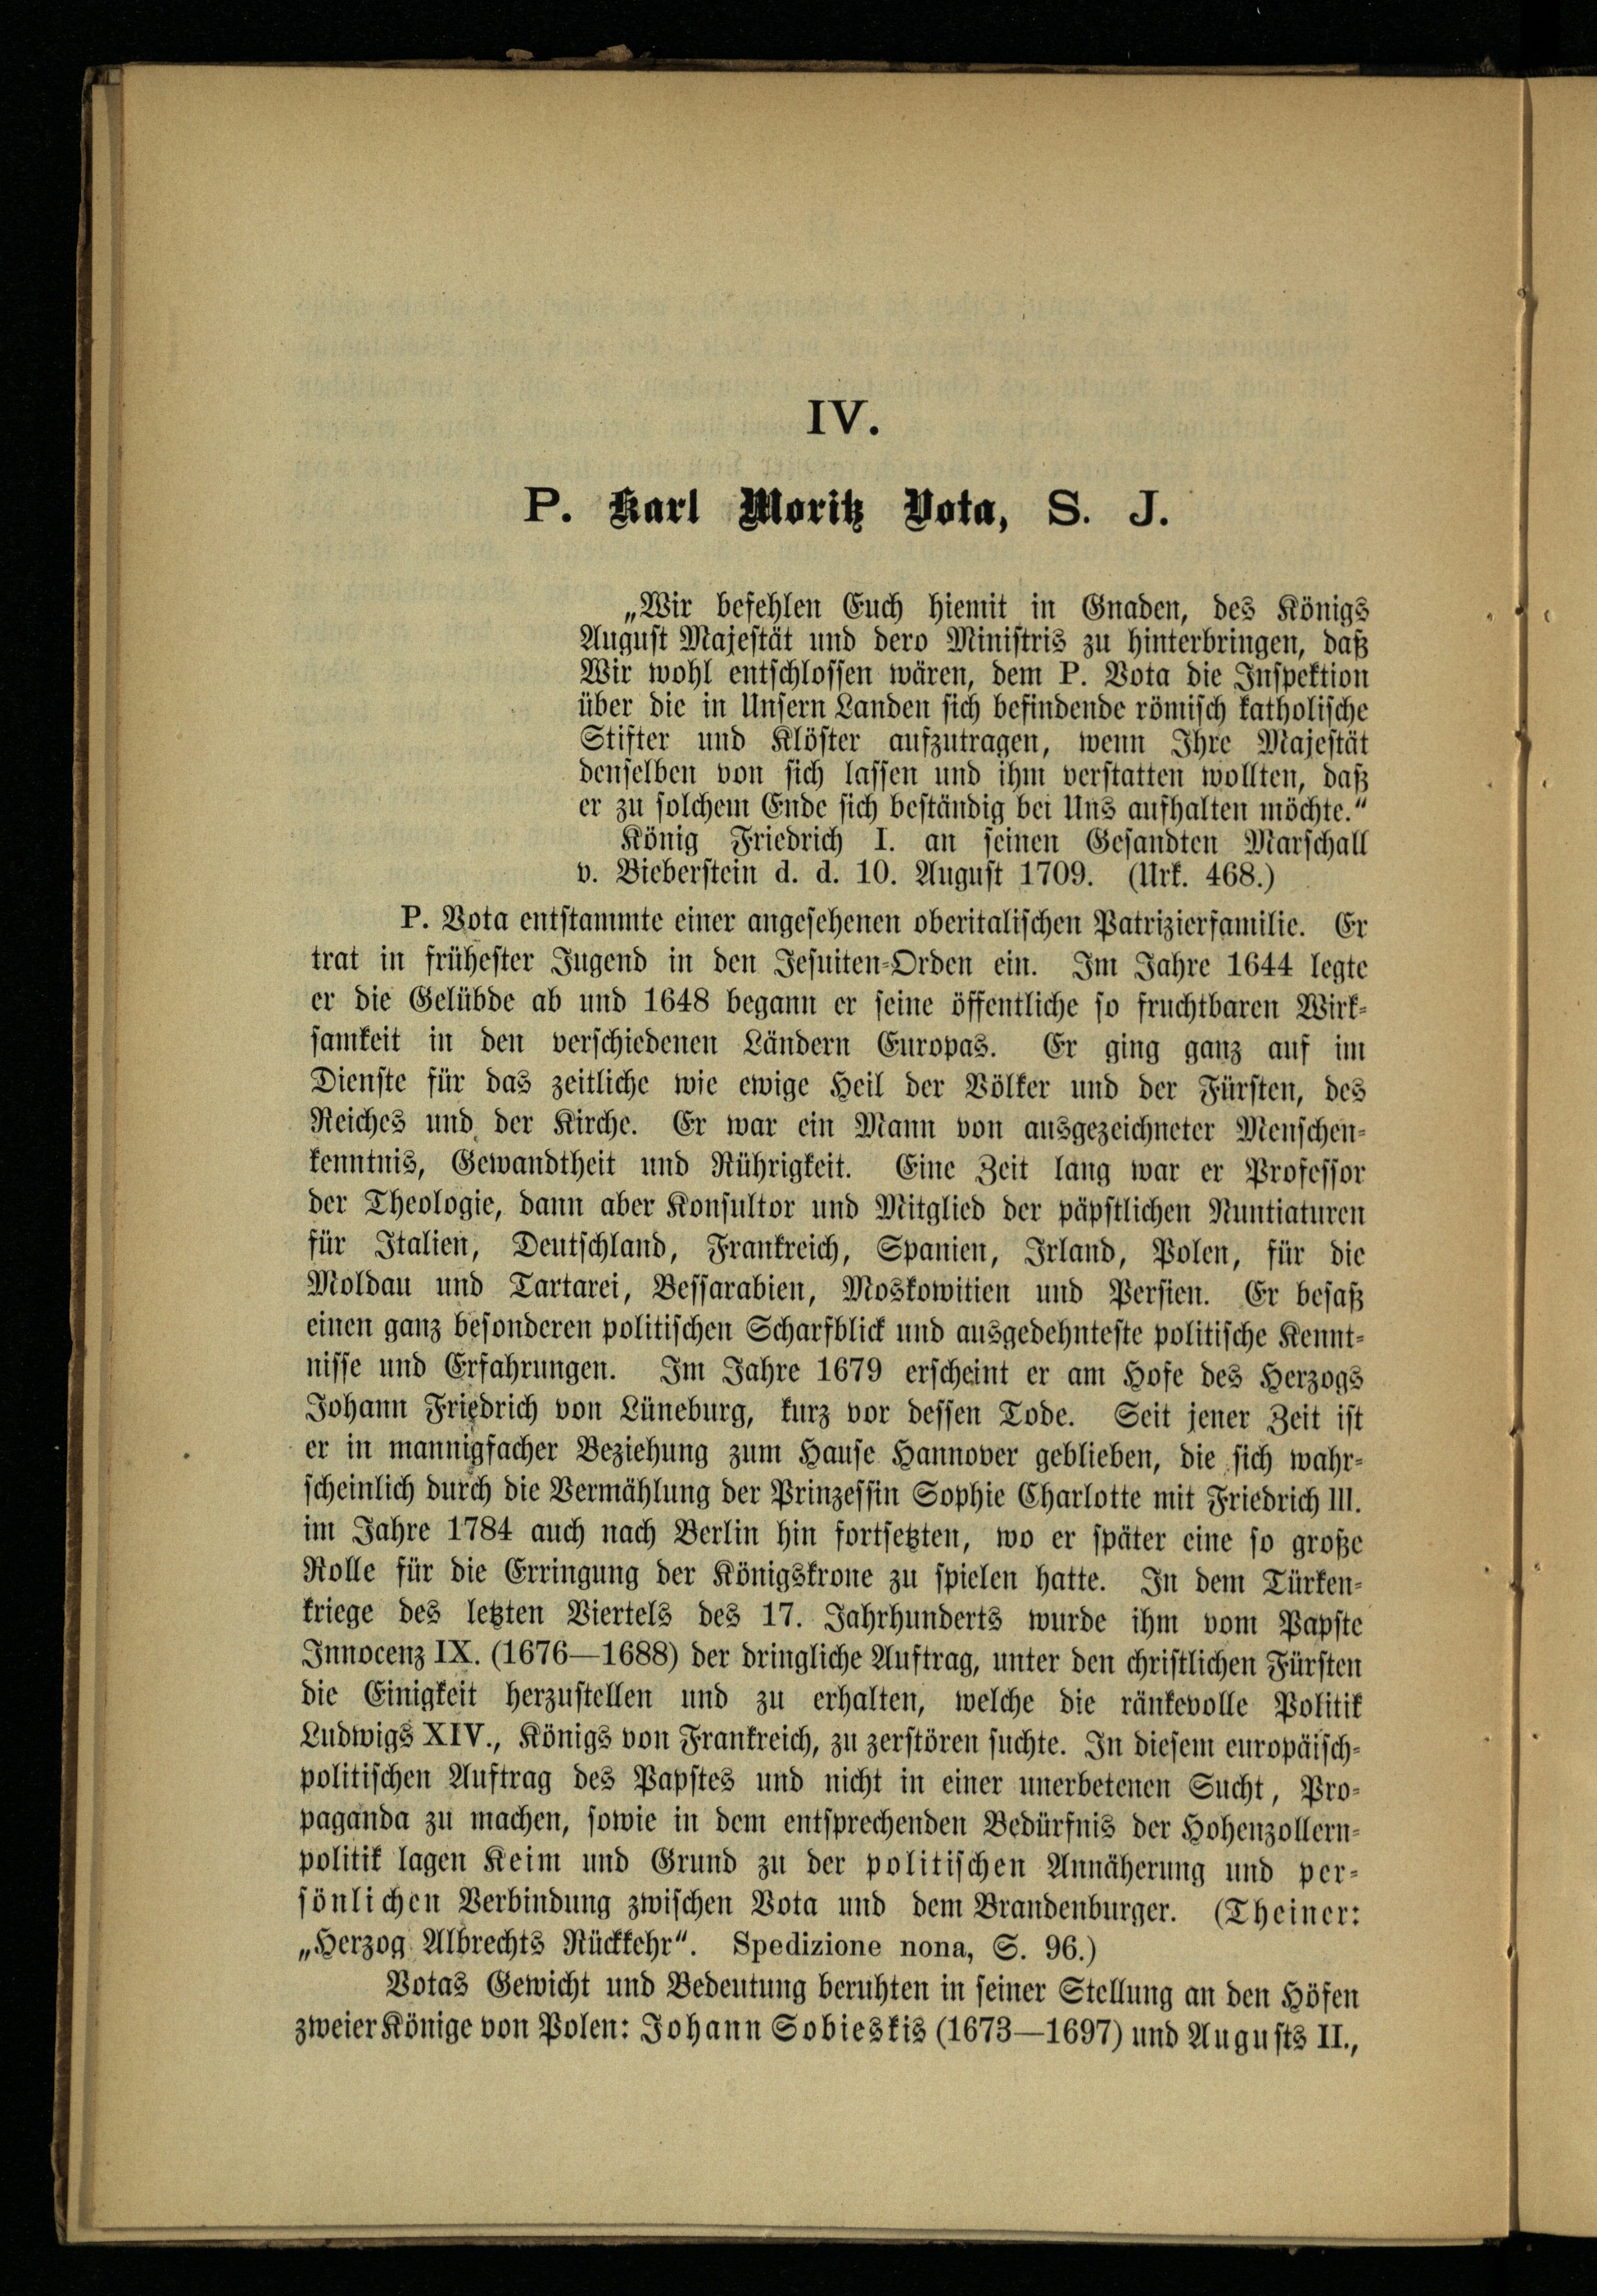 IV.
P. Karl Moritz Vota, S. J.
„Wir befehlen Euch hiemit in Gnaden, des Königs
August Majestät und dero Ministris zu hinterbringen, daß
Wir wohl entschlossen wären, dem P. Vota die Inspektion
über die in Unsern Landen sich befindende römisch katholische
Stifter und Klöster aufzutragen, wenn Ihre Majestät
denselben von sich lassen und ihm verstatten wollten, daß
er zu solchem Ende sich beständig bei Uns aufhalten möchte.“
König Friedrich I. an seinen Gesandten Marschall
v. Bieberstein d. d. 10. August 1709. (Urk. 468.)
P. Vota entstammte einer angesehenen oberitalischen Patrizierfamilie. Er
trat in frühester Jugend in den Jesuiten-Orden ein. Im Jahre 1644 legte
er die Gelübde ab und 1648 begann er seine öffentliche so fruchtbaren Wirk-
samkeit in den verschiedenen Ländern Europas. Er ging ganz auf im
Dienste für das zeitliche wie ewige Heil der Völker und der Fürsten, des
Reiches und der Kirche. Er war ein Mann von ausgezeichneter Menschen-
kenntnis, Gewandtheit und Rührigkeit. Eine Zeit lang war er Professor
der Theologie, dann aber Konsultor und Mitglied der päpstlichen Nuntiaturen
für Italien, Deutschland, Frankreich, Spanien, Irland, Polen, für die
Moldau und Tartarei, Bessarabien, Moskowitien und Persien. Er besaß
einen ganz besonderen politischen Scharfblick und ausgedehnteste politische Kennt-
nisse und Erfahrungen. Im Jahre 1679 erscheint er am Hofe des Herzogs
Johann Friedrich von Lüneburg, kurz vor dessen Tode. Seit jener Zeit ist
er in mannigfacher Beziehung zum Hause Hannover geblieben, die sich wahr-
scheinlich durch die Vermählung der Prinzessin Sophie Charlotte mit Friedrich III.
im Jahre 1784 auch nach Berlin hin fortsetzten, wo er später eine so große
Rolle für die Erringung der Königskrone zu spielen hatte. In dem Türken-
kriege des letzten Viertels des 17. Jahrhunderts wurde ihm vom Papste
Innocenz IX. (1676—1688) der dringliche Auftrag, unter den christlichen Fürsten
die Einigkeit herzustellen und zu erhalten, welche die ränkevolle Politik
Ludwigs XIV., Königs von Frankreich, zu zerstören suchte. In diesem europäisch-
politischen Auftrag des Papstes und nicht in einer unerbetenen Sucht, Pro-
paganda zu machen, sowie in dem entsprechenden Bedürfnis der Hohenzollern-
politik lagen Keim und Grund zu der politischen Annäherung und per-
sönlichen Verbindung zwischen Vota und dem Brandenburger. (Theiner:
„Herzog Albrechts Rückkehr“. Spedizione nona, S. 96.)
Votas Gewicht und Bedeutung beruhten in seiner Stellung an den Höfen
zweier Könige von Polen: Johann Sobieskis (1673—1697) und Augusts II.,